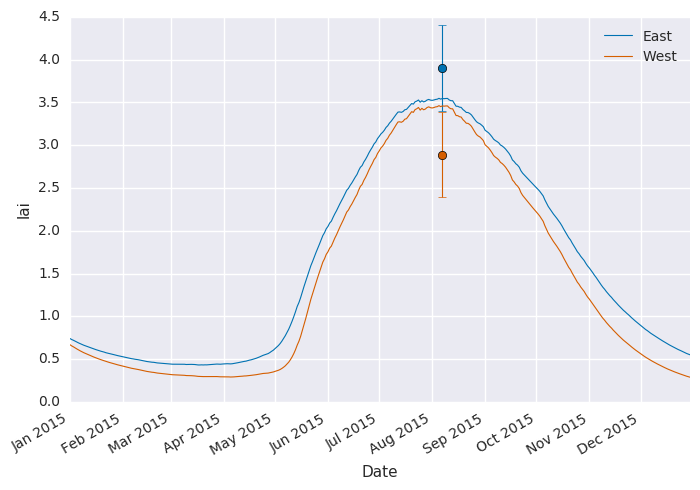 4.5
4.0
3.5
3.0
2.5
2.0
1.5
1.0
0.5
0.0
lai
East
West
Jan 2015
Feb 2015
Mar 2015
Apr 2015
May 2015
Jun 2015
Jul 2015
Aug 2015
Sep 2015
Oct 2015
Nov 2015
Dec 2015
Date